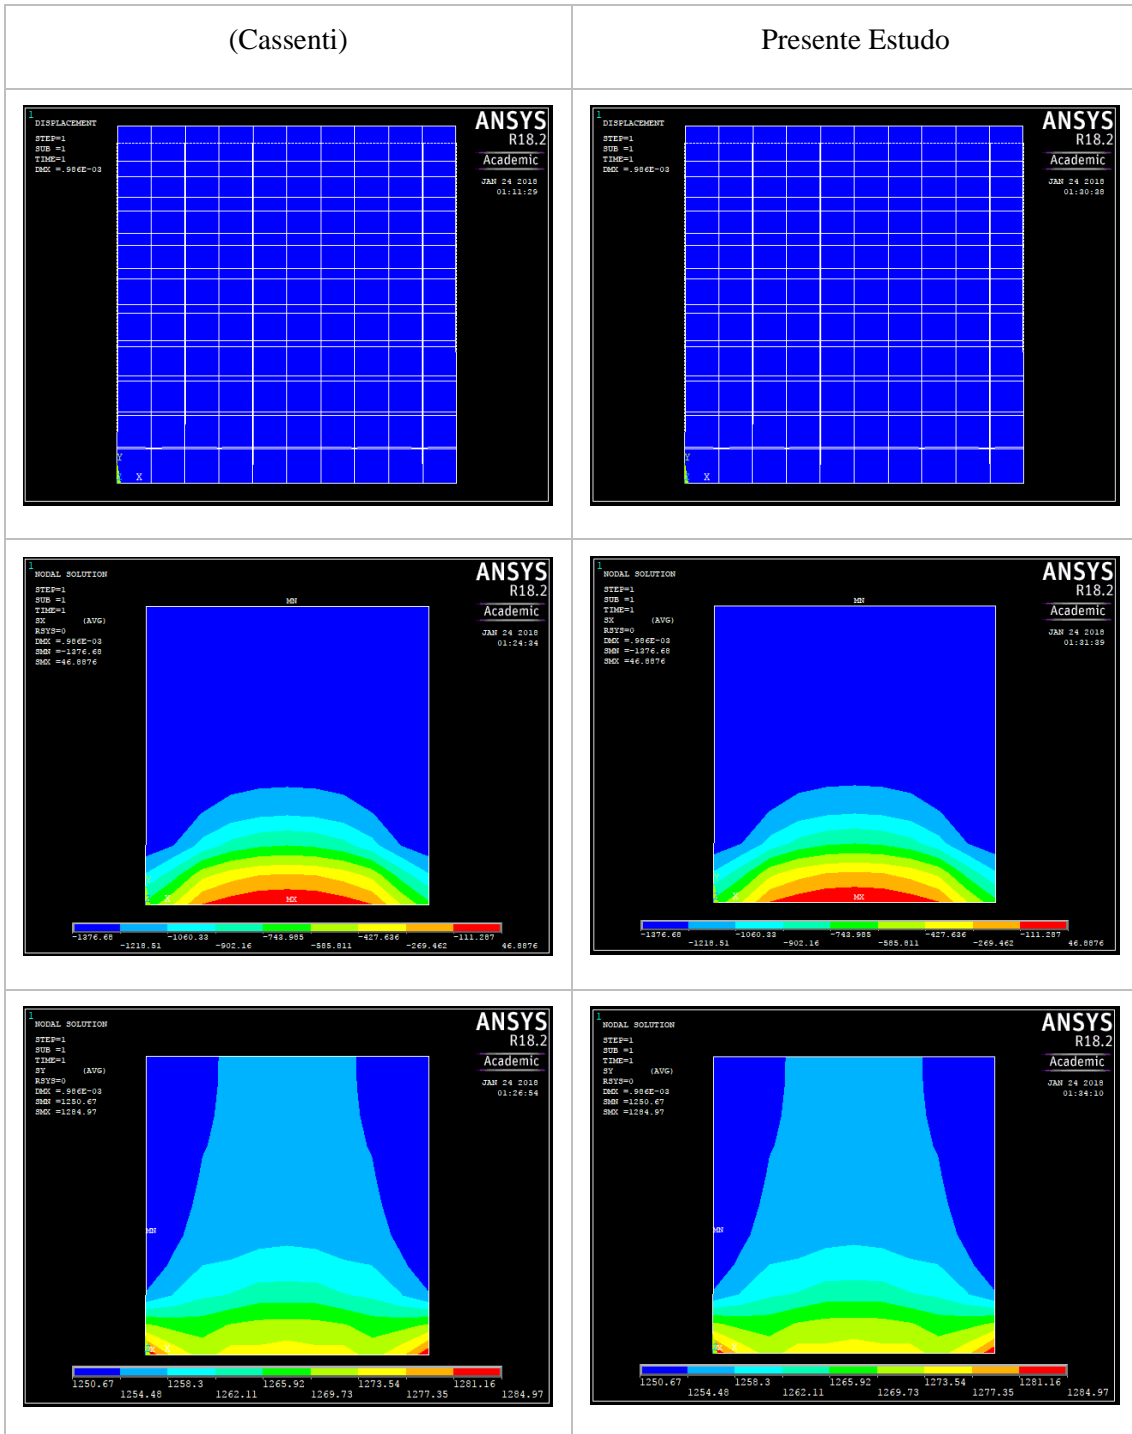 (Cassenti)
Presente Estudo
1
DISPLACEMENT
STEP=1
SUB =1
TIME=1
DMX =.986E-03
ANSYS
R18.2
Academic
JAN 24 2018
01:11:29
Y
X
1
DISPLACEMENT
STEP=1
SUB =1
TIME=1
DMX =.986E-03
ANSYS
R18.2
Academic
JAN 24 2018
01:30:38
Y
X
1
NODAL SOLUTION
STEP=1
SUB =1
TIME=1
SX (AVG)
RSYS=0
DMX =.986E-03
SMN =-1376.68
SMX =46.8876
ANSYS
R18.2
Academic
JAN 24 2018
01:24:34
MN
Y
X
MX
-1376.68 -1060.33 -743.985 -427.636 -111.287
-1218.51 -902.16 -585.811 -269.462 46.8876
1
NODAL SOLUTION
STEP=1
SUB =1
TIME=1
SX (AVG)
RSYS=0
DMX =.986E-03
SMN =-1376.68
SMX =46.8876
ANSYS
R18.2
Academic
JAN 24 2018
01:31:39
MN
Y
X
MX
-1376.68 -1060.33 -743.985 -427.636 -111.287
-1218.51 -902.16 -585.811 -269.462 46.8876
1
NODAL SOLUTION
STEP=1
SUB =1
TIME=1
SY (AVG)
RSYS=0
DMX =.986E-03
SMN =1250.67
SMX =1284.97
ANSYS
R18.2
Academic
JAN 24 2018
01:26:54
MN
MX X
1250.67 1258.3 1265.92 1273.54 1281.16
1254.48 1262.11 1269.73 1277.35 1284.97
1
NODAL SOLUTION
STEP=1
SUB =1
TIME=1
SY (AVG)
RSYS=0
DMX =.986E-03
SMN =1250.67
SMX =1284.97
ANSYS
R18.2
Academic
JAN 24 2018
01:34:10
MN
X
1250.67 1258.3 1265.92 1273.54 1281.16
1254.48 1262.11 1269.73 1277.35 1284.97